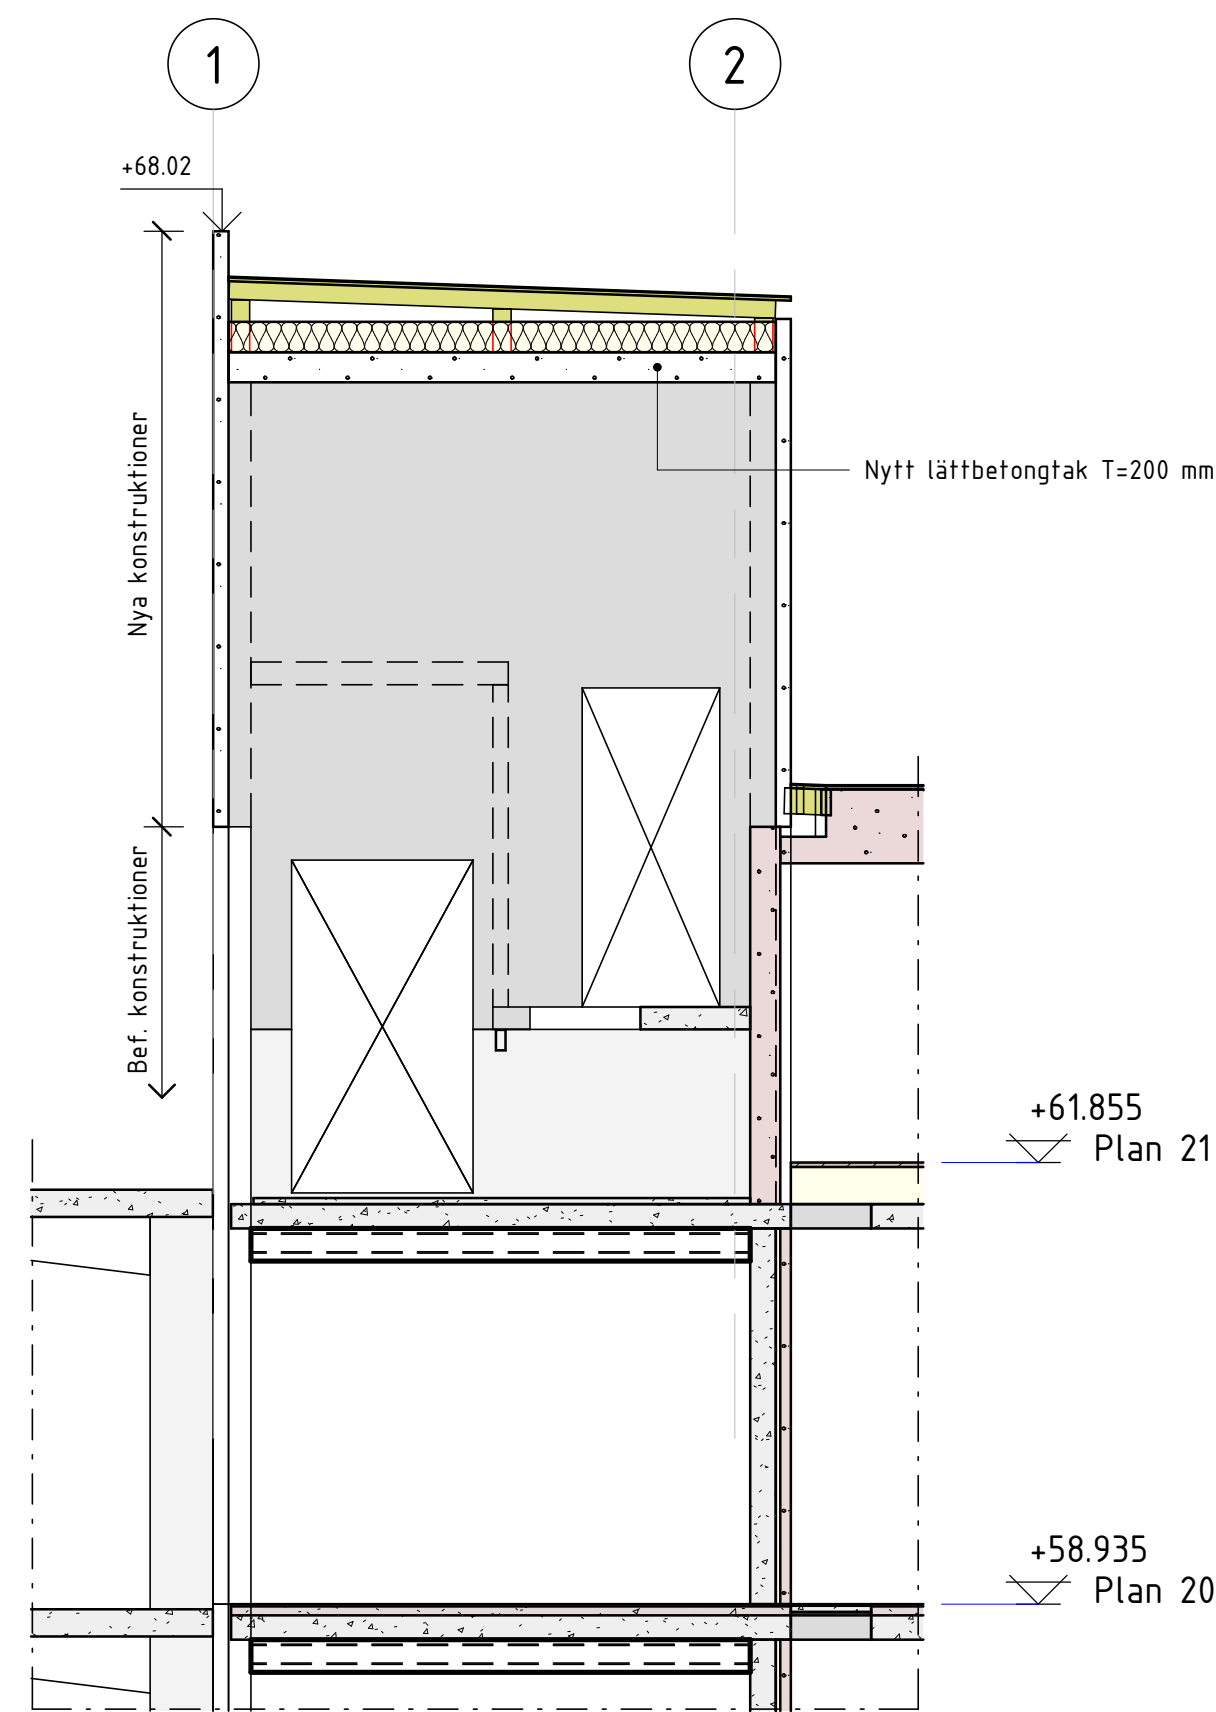 1
2
+68.02
Nya konstruktioner
Nytt lättbetongtak T=200 mm
Bef. konstruktioner
+61.855
Plan 21
+58.935
Plan 20